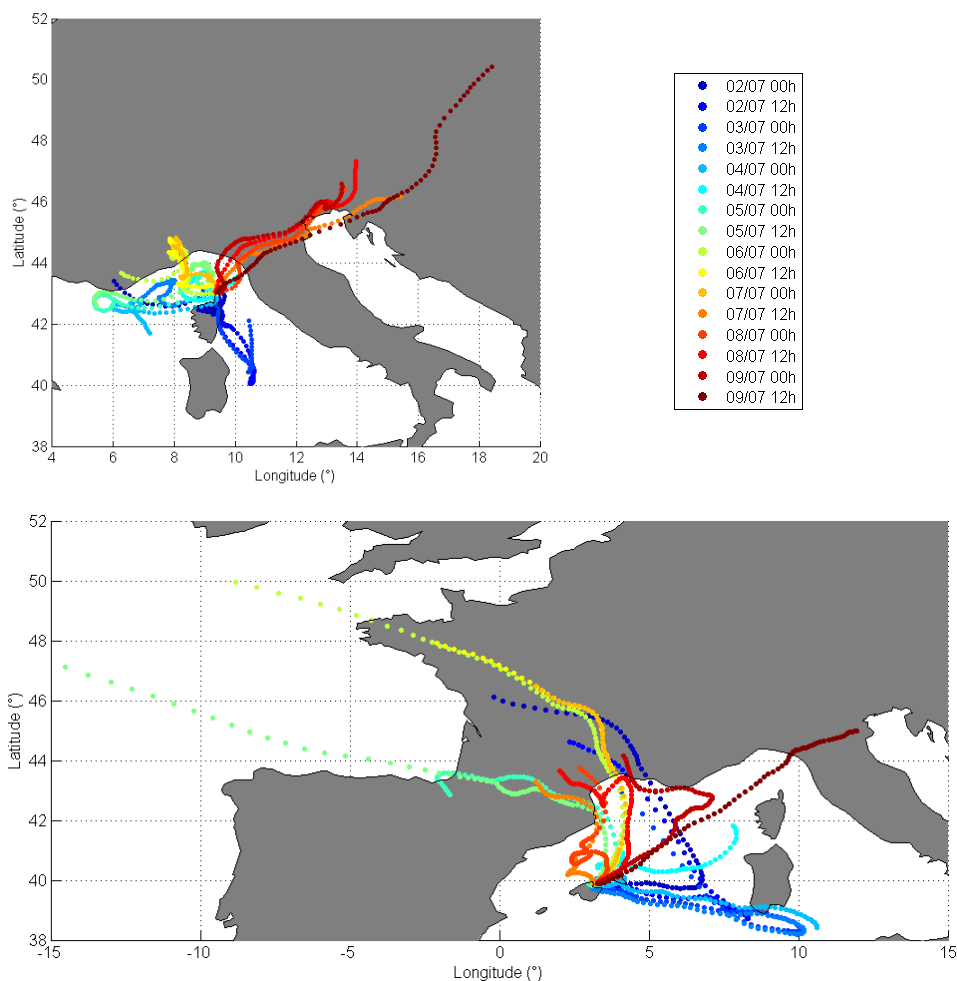 52
50
48
46
44
42
40
38
Latitude (°)
4
6
8
10
12
14
16
18
20
Longitude (°)
02/07 00h
02/07 12h
03/07 00h
03/07 12h
04/07 00h
04/07 12h
05/07 00h
05/07 12h
06/07 00h
06/07 12h
07/07 00h
07/07 12h
08/07 00h
08/07 12h
09/07 00h
09/07 12h
52
50
48
46
44
42
40
38
Latitude (°)
-15
-10
-5
0
5
10
15
Longitude (°)